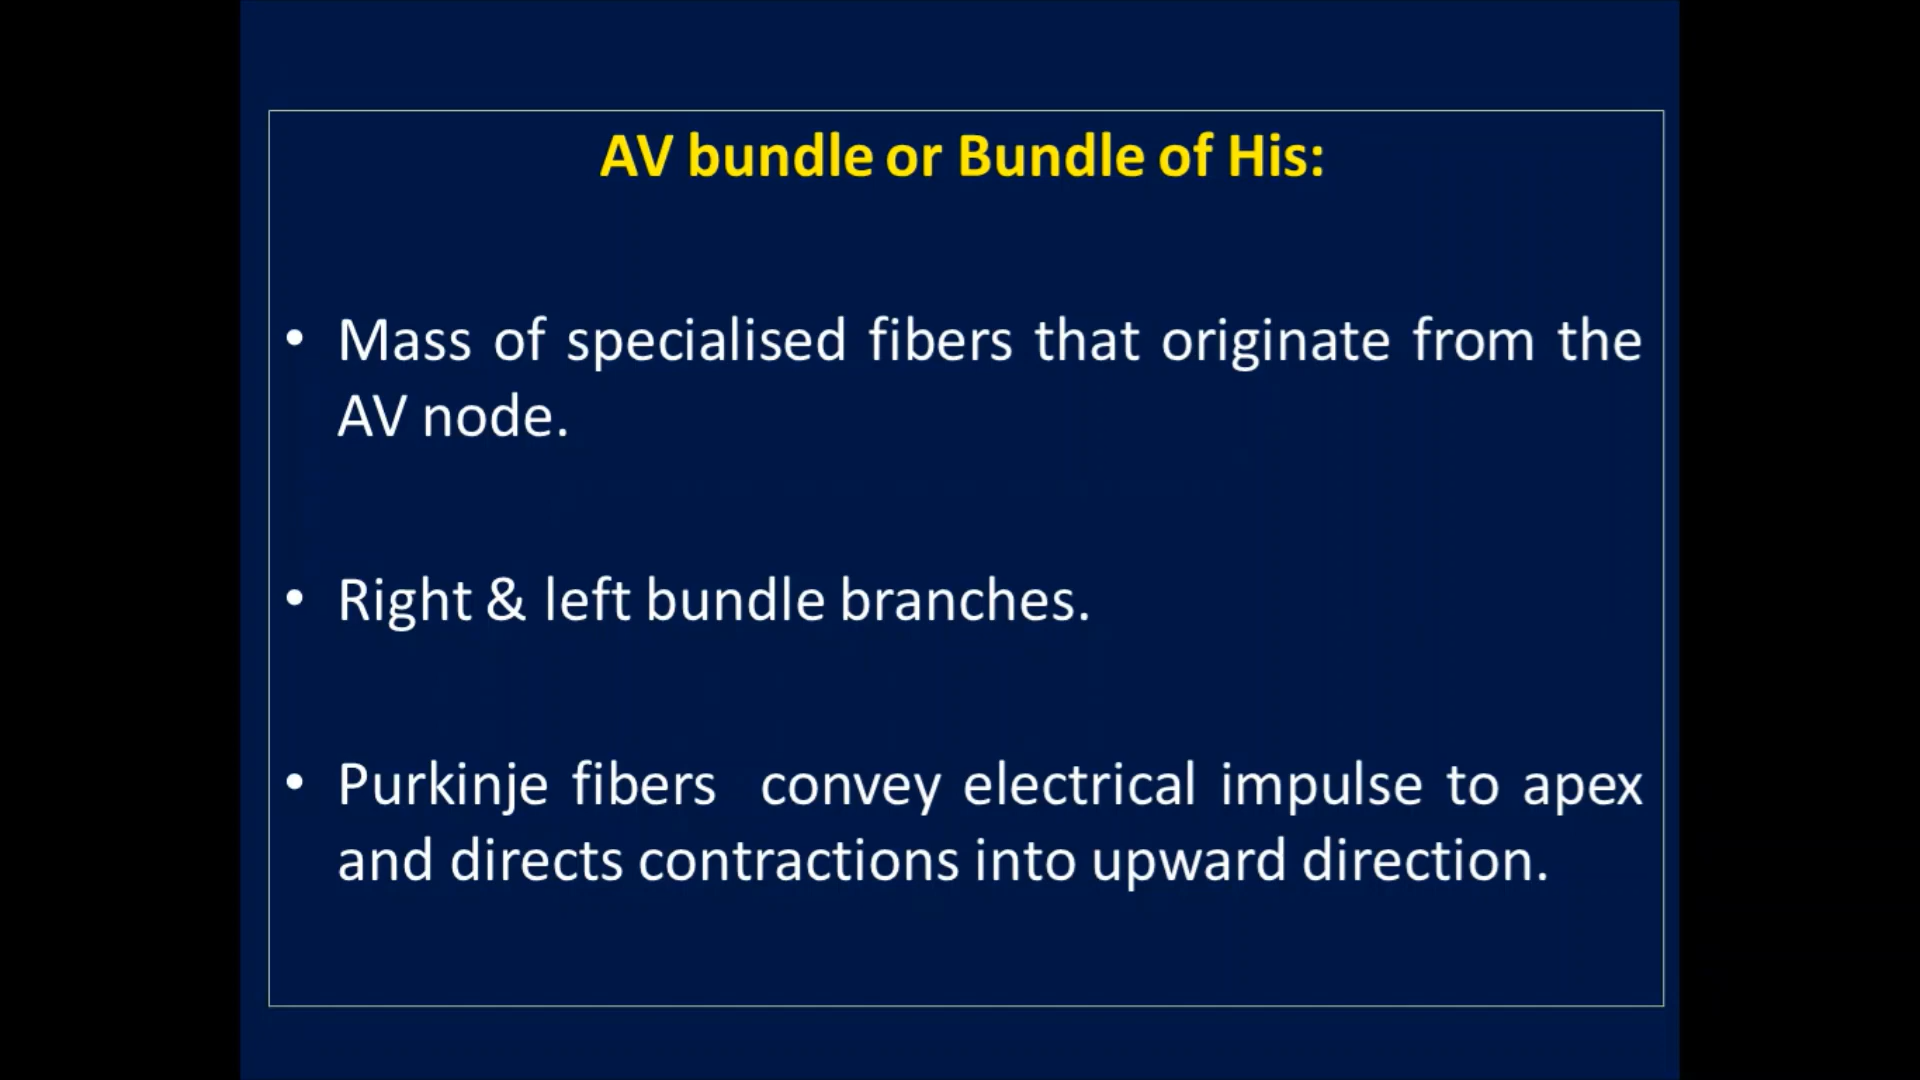 AV bundle or Bundle of His:
• Mass of specialised fibers that originate from the
AV node.
• Right & left bundle branches.
• Purkinje fibers convey electrical impulse to apex
and directs contractions into upward direction.